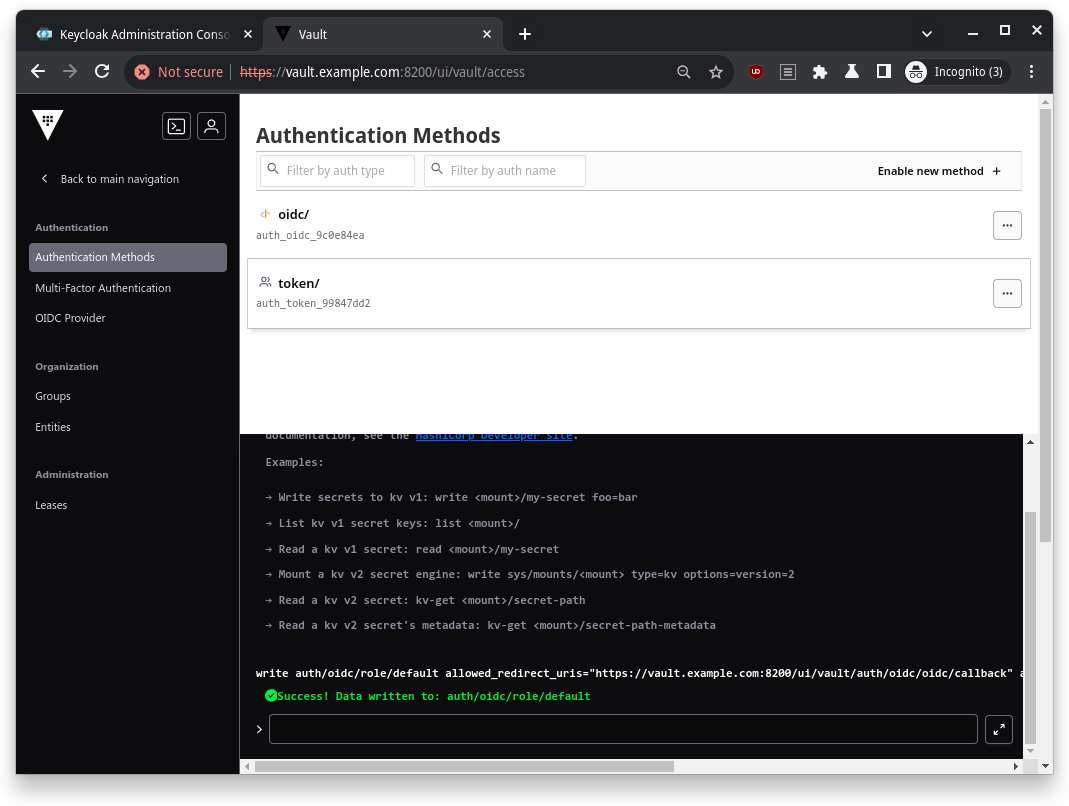 Keycloak Administration Conso
Vault
Not secure
https://vault.example.com:8200/ui/vault/access
Incognito (3)
Back to main navigation
Authentication
Authentication Methods
Multi-Factor Authentication
OIDC Provider
Organization
Groups
Entities
Administration
Leases
Authentication Methods
Filter by auth type
Filter by auth name
Enable new method +
oidc/
auth_oidc_9c0e84ea
token/
auth_token_99847dd2
documentation, see the HashiCorp Developer site.
Examples:
→ Write secrets to kv v1: write <mount>/my-secret foo=bar
→ List kv v1 secret keys: list <mount>/
→ Read a kv v1 secret: read <mount>/my-secret
→ Mount a kv v2 secret engine: write sys/mounts/<mount> type=kv options=version=2
→ Read a kv v2 secret: kv-get <mount>/secret-path
→ Read a kv v2 secret's metadata: kv-get <mount>/secret-path-metadata
write auth/oidc/role/default allowed_redirect_uris="https://vault.example.com:8200/ui/vault/auth/oidc/oidc/callback"
Success! Data written to: auth/oidc/role/default